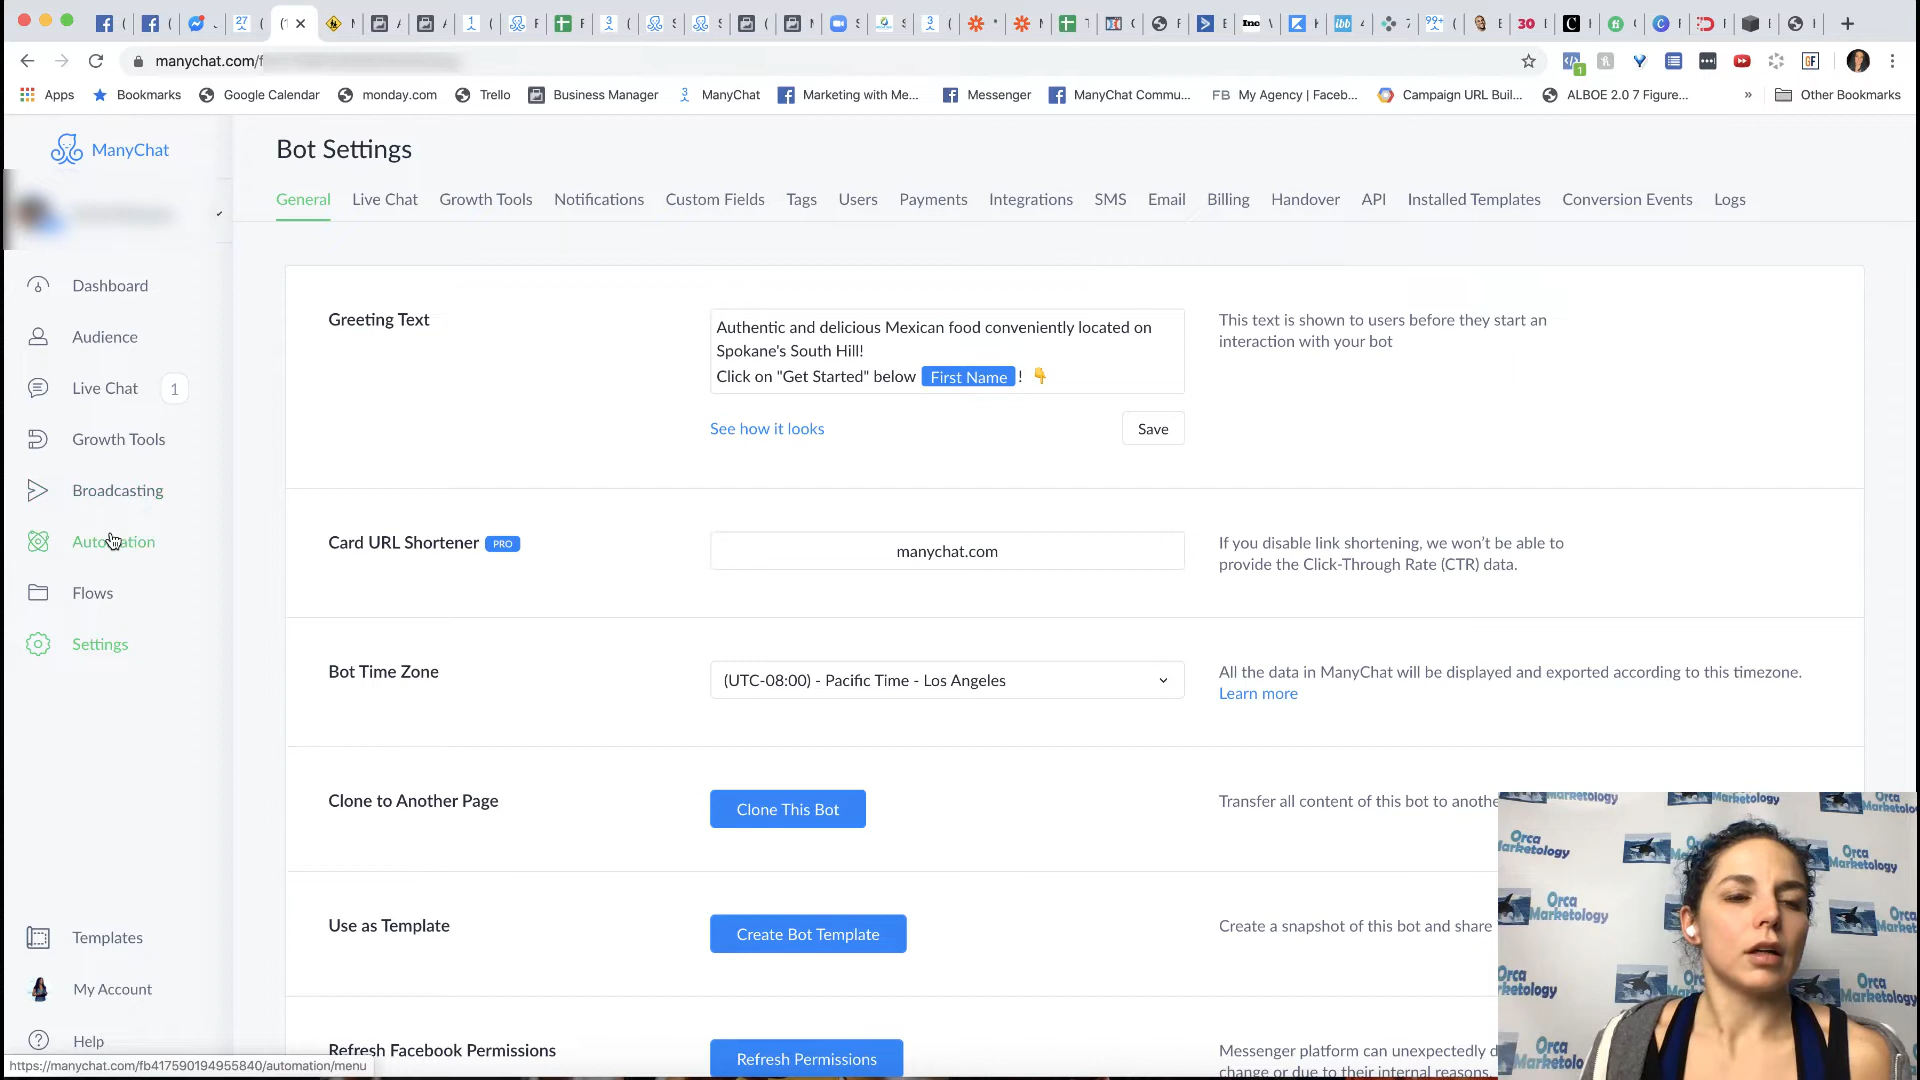 27
1
3
3
Inc
ibb
99+
30
manychat.com/f
1
GF
Apps
Bookmarks
Google Calendar
monday.com
Trello
Business Manager
ManyChat
Marketing with Me...
Messenger
ManyChat Commu...
FB My Agency | Faceb...
Campaign URL Buil...
ALBOE 2.0 7 Figure...
»
Other Bookmarks
ManyChat
Bot Settings
General
Live Chat
Growth Tools
Notifications
Custom Fields
Tags
Users
Payments
Integrations
SMS
Email
Billing
Handover
API
Installed Templates
Conversion Events
Logs
Dashboard
Audience
Live Chat 1
Growth Tools
Broadcasting
Automation
Flows
Settings
Templates
My Account
Help
https://manychat.com/fb417590194955840/automation/menu
Greeting Text
Authentic and delicious Mexican food conveniently located on
Spokane's South Hill!
Click on "Get Started" below First Name ! 👇
See how it looks
Save
This text is shown to users before they start an
interaction with your bot
Card URL Shortener PRO
manychat.com
If you disable link shortening, we won't be able to
provide the Click-Through Rate (CTR) data.
Bot Time Zone
(UTC-08:00) - Pacific Time - Los Angeles
All the data in ManyChat will be displayed and exported according to this timezone.
Learn more
Clone to Another Page
Clone This Bot
Transfer all content of this bot to anothe
Use as Template
Create Bot Template
Create a snapshot of this bot and share
Refresh Facebook Permissions
Refresh Permissions
Messenger platform can unexpectedly d
change or due to their internal reasons.
Orca
Marketology